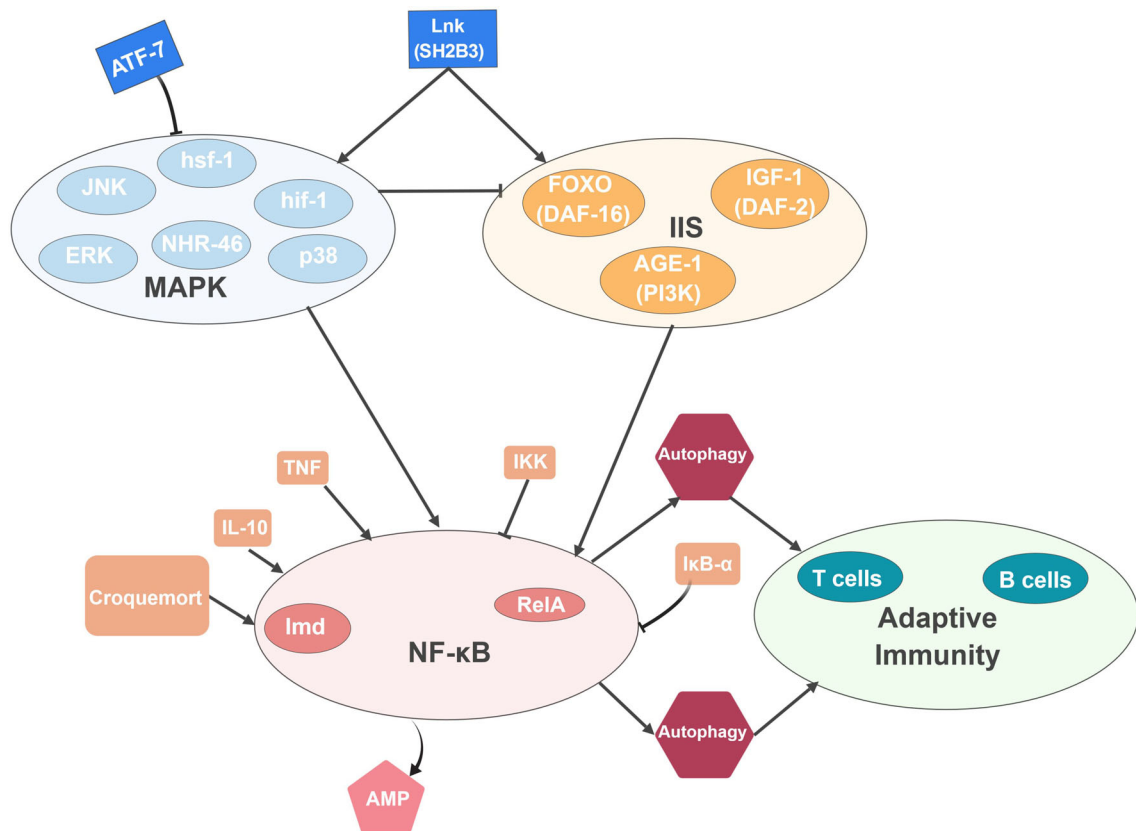 ATF-7
Lnk
(SH2B3)
hsf-1
JNK
hif-1
ERK
NHR-46
p38
MAPK
FOXO
(DAF-16)
IGF-1
(DAF-2)
IIS
AGE-1
(PI3K)
TNF
IKK
Autophagy
IL-10
Croquemort
IκB-α
Imd
RelA
NF-κB
T cells
B cells
Adaptive
Immunity
Autophagy
AMP